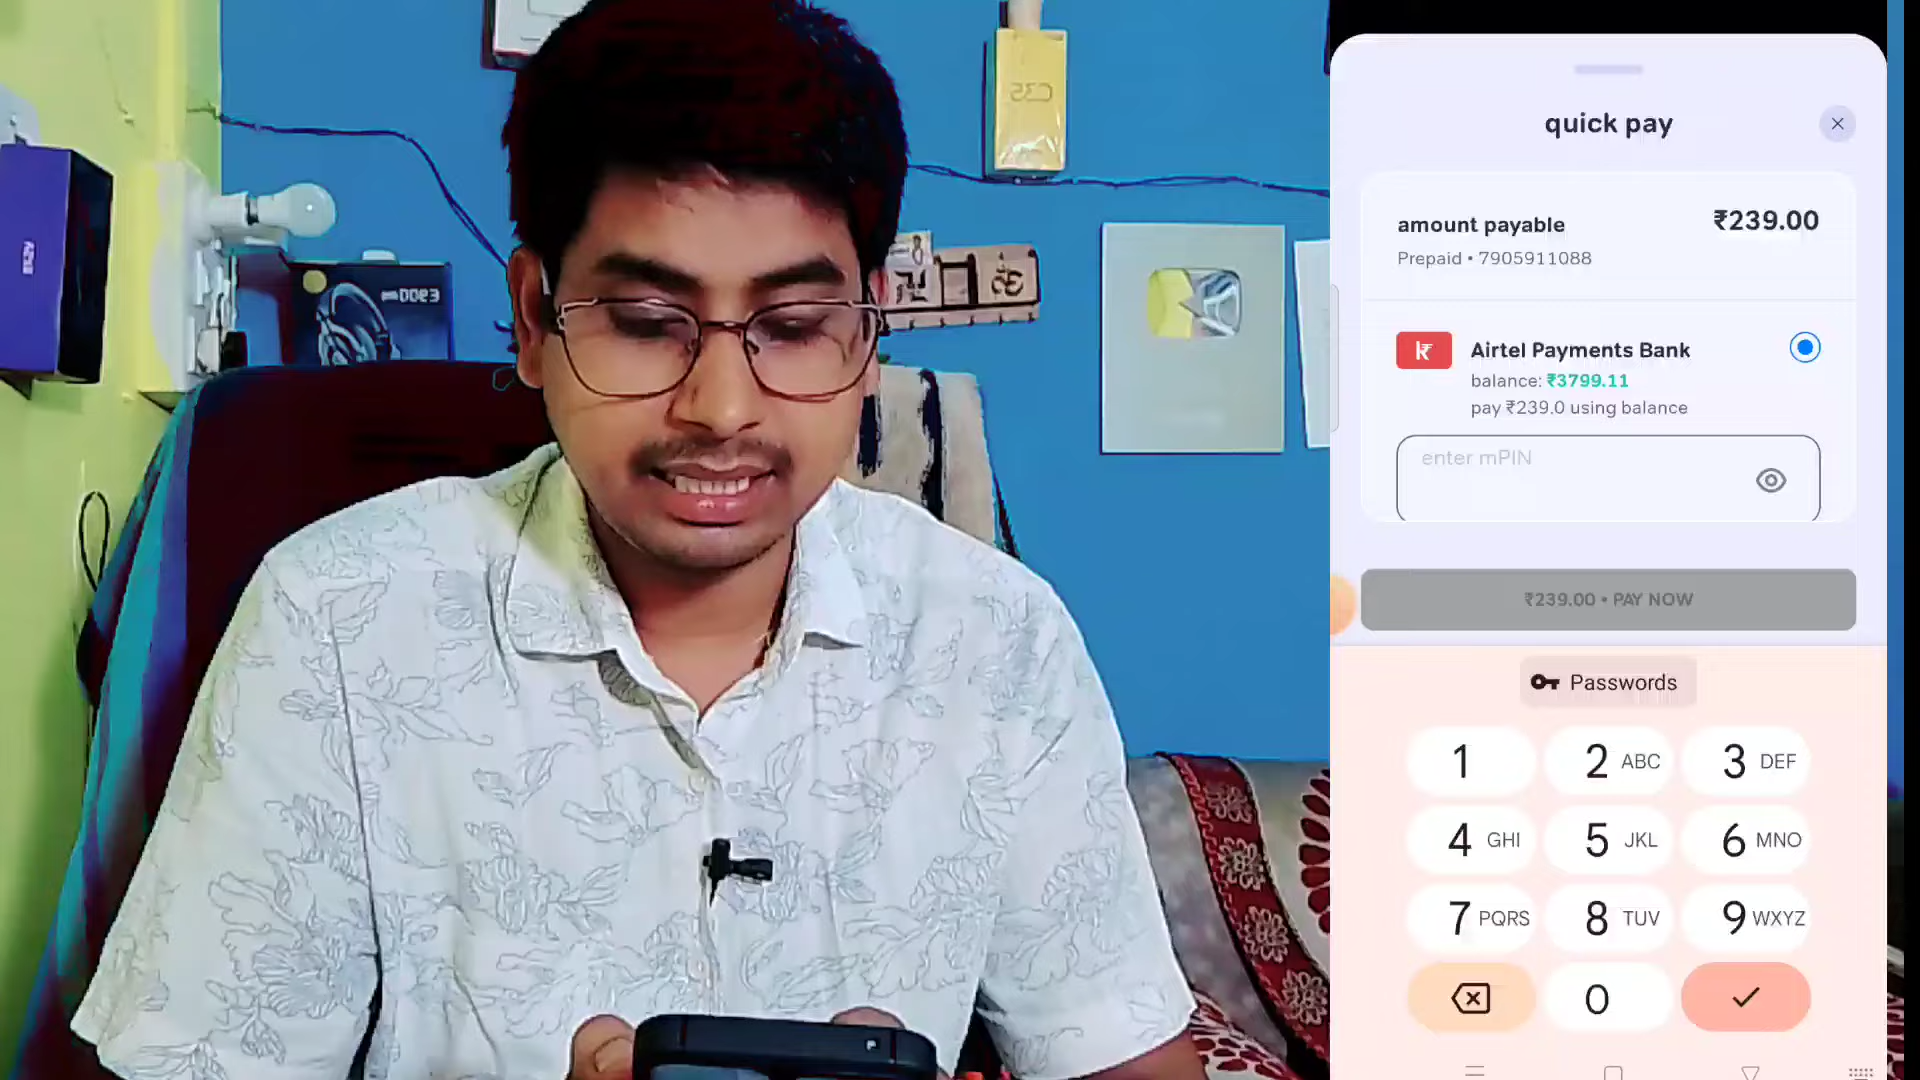 quick pay
amount payable
₹239.00
Prepaid • 7905911088
Airtel Payments Bank
balance: ₹3799.11
pay ₹239.0 using balance
enter mPIN
₹239.00 • PAY NOW
Passwords
1
2 ABC
3 DEF
4 GHI
5 JKL
6 MNO
7 PQRS
8 TUV
9 WXYZ
0
C35
ॐ